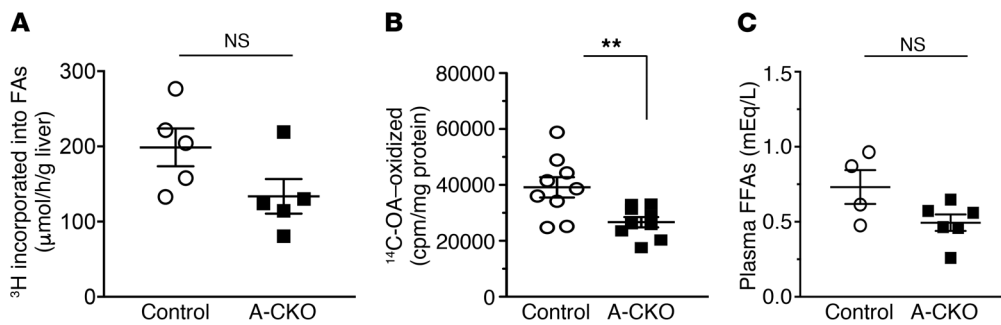 A
NS
³H incorporated into FAs
(µmol/h/g liver)
300
200
100
0
Control
A-CKO
B
**
¹⁴C-OA–oxidized
(cpm/mg protein)
80000
60000
40000
20000
0
Control
A-CKO
C
NS
Plasma FFAs (mEq/L)
1.5
1.0
0.5
0.0
Control
A-CKO